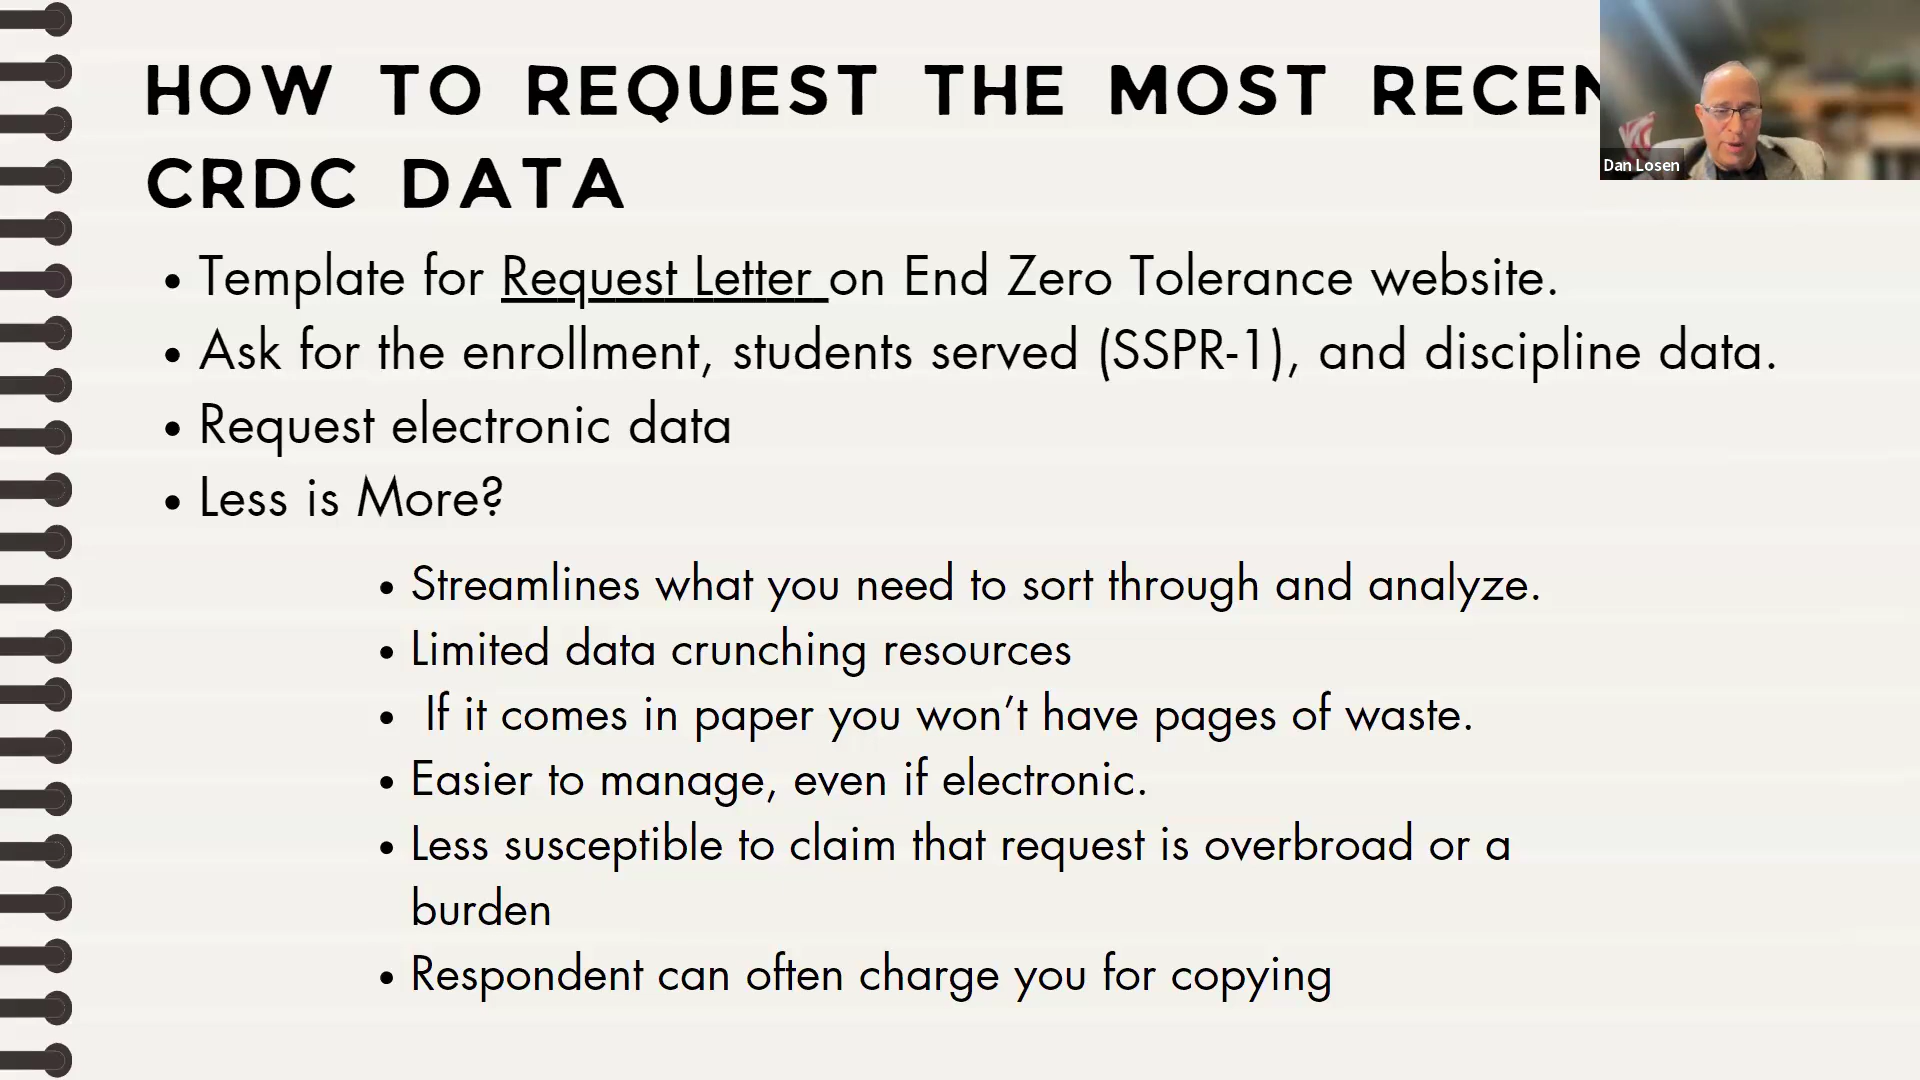 HOW TO REQUEST THE MOST RECEN
CRDC DATA
Dan Losen
• Template for Request Letter on End Zero Tolerance website.
• Ask for the enrollment, students served (SSPR-1), and discipline data.
• Request electronic data
• Less is More?
• Streamlines what you need to sort through and analyze.
• Limited data crunching resources
• If it comes in paper you won’t have pages of waste.
• Easier to manage, even if electronic.
• Less susceptible to claim that request is overbroad or a
burden
• Respondent can often charge you for copying